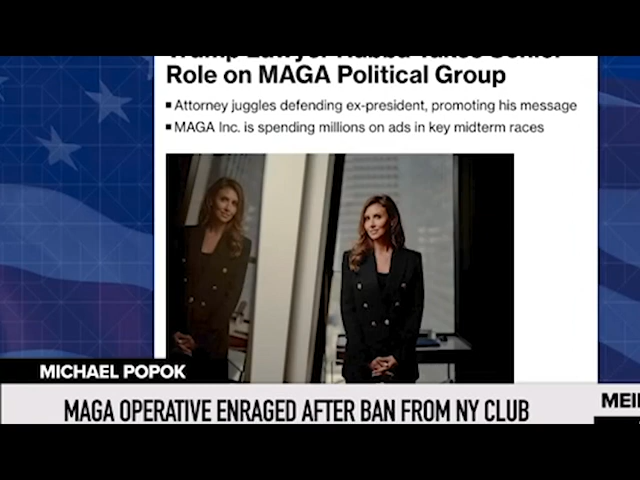 Role on MAGA Political Group
▪ Attorney juggles defending ex-president, promoting his message
▪ MAGA Inc. is spending millions on ads in key midterm races
MICHAEL POPOK
MAGA OPERATIVE ENRAGED AFTER BAN FROM NY CLUB
MEI